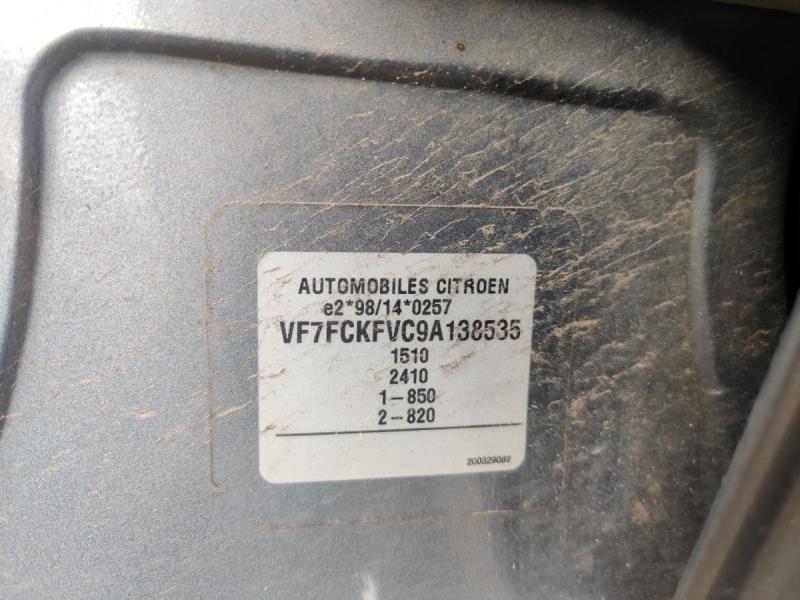 AUTOMOBILES CITROEN
e2*98/14*0257
VF7FCKFVC9A138535
1510
2410
1-850
2-820
200329082